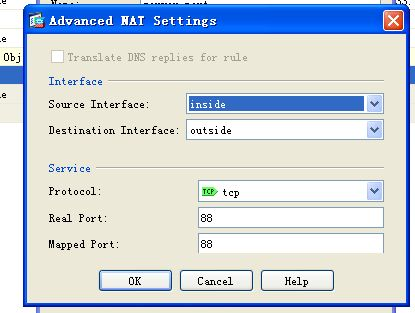 Advanced NAT Settings
Translate DNS replies for rule
Obj
Interface
Source Interface: inside
Destination Interface: outside
Service
Protocol: TCP tcp
Real Port: 88
Mapped Port: 88
OK Cancel Help